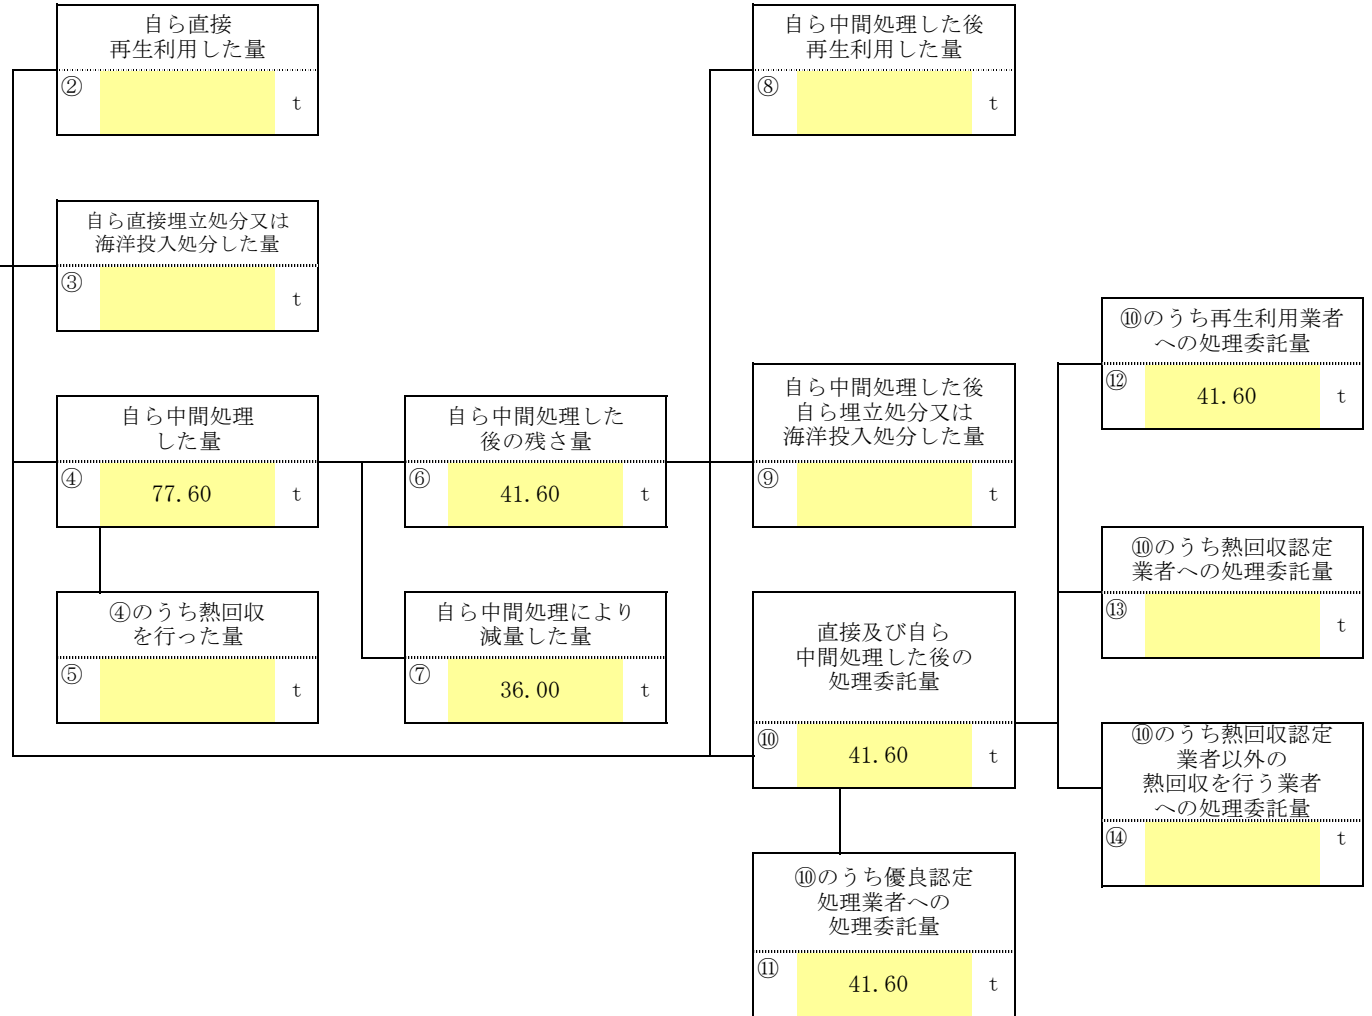 自ら直接
再生利用した量
② t
自ら直接埋立処分又は
海洋投入処分した量
③ t
自ら中間処理
した量
④ 77.60 t
④のうち熱回収
を行った量
⑤ t
自ら中間処理した
後の残さ量
⑥ 41.60 t
自ら中間処理により
減量した量
⑦ 36.00 t
自ら中間処理した後
再生利用した量
⑧ t
自ら中間処理した後
自ら埋立処分又は
海洋投入処分した量
⑨ t
直接及び自ら
中間処理した後の
処理委託量
⑩ 41.60 t
⑩のうち優良認定
処理業者への
処理委託量
⑪ 41.60 t
⑩のうち再生利用業者
への処理委託量
⑫ 41.60 t
⑩のうち熱回収認定
業者への処理委託量
⑬ t
⑩のうち熱回収認定
業者以外の
熱回収を行う業者
への処理委託量
⑭ t